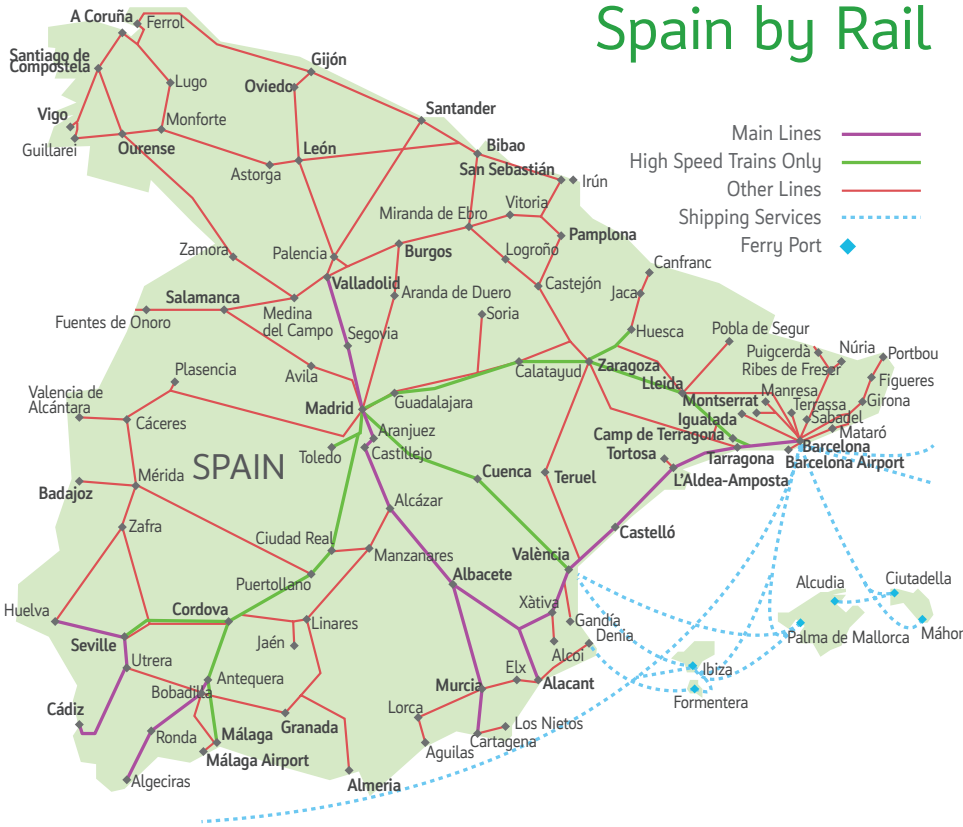 Spain by Rail
A Coruña
Ferrol
Santiago de
Compostela
Lugo
Gijón
Oviedo
Santander
Vigo
Monforte
Guillarei
Ourense
Astorga
León
Bibao
San Sebastián
Irún
Main Lines
High Speed Trains Only
Other Lines
Shipping Services
Ferry Port
Vitoria
Miranda de Ebro
Pamplona
Zamora
Palencia
Burgos
Logroño
Canfranc
Valladolid
Castejón
Jaca
Salamanca
Aranda de Duero
Fuentes de Onoro
Medina
del Campo
Soria
Segovia
Huesca
Pobla de Segur
Núria
Puigcerdà
Portbou
Ribes de Freser
Plasencia
Avila
Calatayud
Zaragoza
Lleida
Figueres
Valencia de
Alcántara
Guadalajara
Manresa
Montserrat
Girona
Madrid
Terrassa
Igualada
Sabadel
Cáceres
Aranjuez
Camp de Terragona
Mataró
Toledo
Castillejo
Tortosa
Barcelona
Tarragona
Barcelona Airport
SPAIN
Cuenca
Teruel
L'Aldea-Amposta
Mérida
Badajoz
Alcázar
Zafra
Ciudad Real
Castelló
Manzanares
València
Puertollano
Albacete
Alcudia
Ciutadella
Huelva
Cordova
Xàtiva
Linares
Gandía
Seville
Jaén
Denia
Palma de Mallorca
Máhon
Utrera
Alcoi
Elx
Ibiza
Antequera
Bobadilla
Murcia
Alacant
Formentera
Cádiz
Lorca
Granada
Los Nietos
Ronda
Málaga
Cartagena
Aguilas
Málaga Airport
Algeciras
Almeria